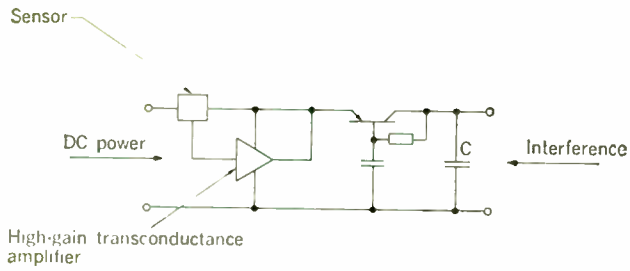 Sensor
DC power
C
Interference
High-gain transconductance
amplifier